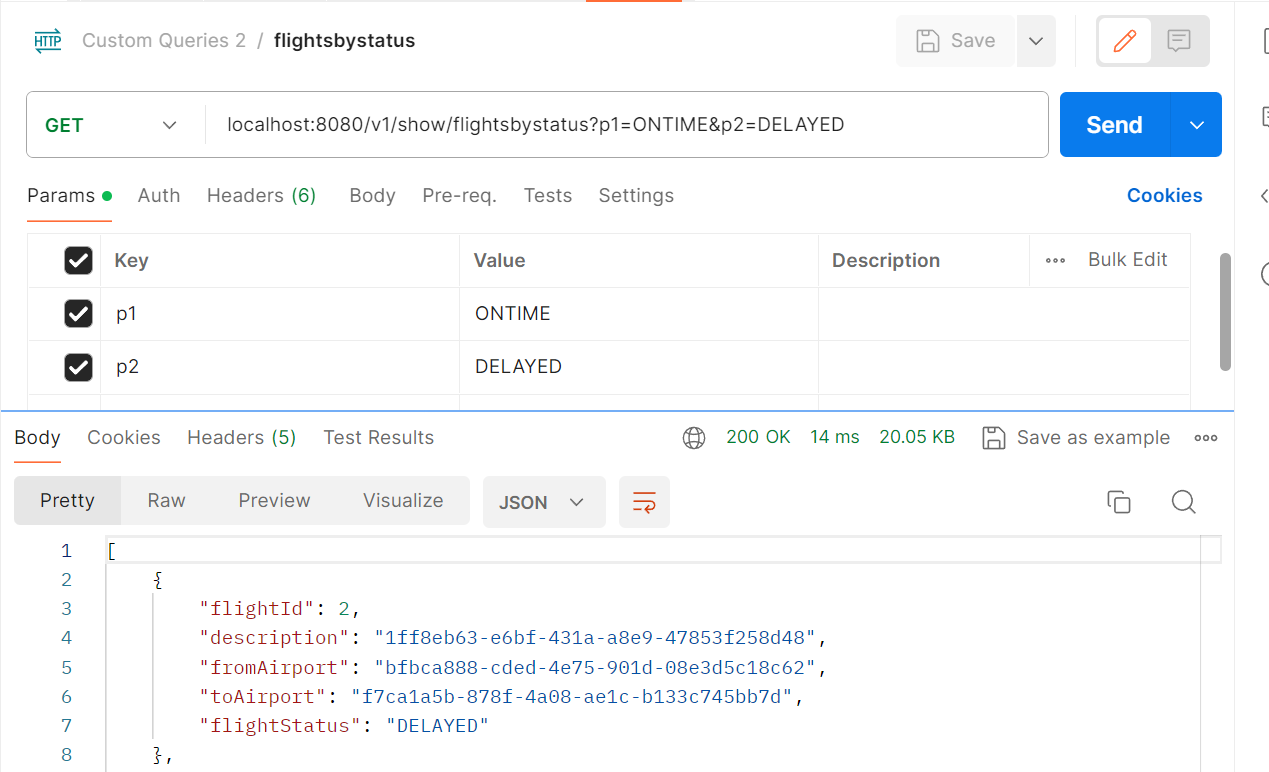 HTTP Custom Queries 2 / flightsbystatus Save
GET localhost:8080/v1/show/flightsbystatus?p1=ONTIME&p2=DELAYED Send
Params Auth Headers (6) Body Pre-req. Tests Settings Cookies
Key Value Description Bulk Edit
p1 ONTIME
p2 DELAYED
Body Cookies Headers (5) Test Results 200 OK 14 ms 20.05 KB Save as example
Pretty Raw Preview Visualize JSON
1 [
2 {
3 "flightId": 2,
4 "description": "1ff8eb63-e6bf-431a-a8e9-47853f258d48",
5 "fromAirport": "bfbca888-cded-4e75-901d-08e3d5c18c62",
6 "toAirport": "f7ca1a5b-878f-4a08-ae1c-b133c745bb7d",
7 "flightStatus": "DELAYED"
8 },